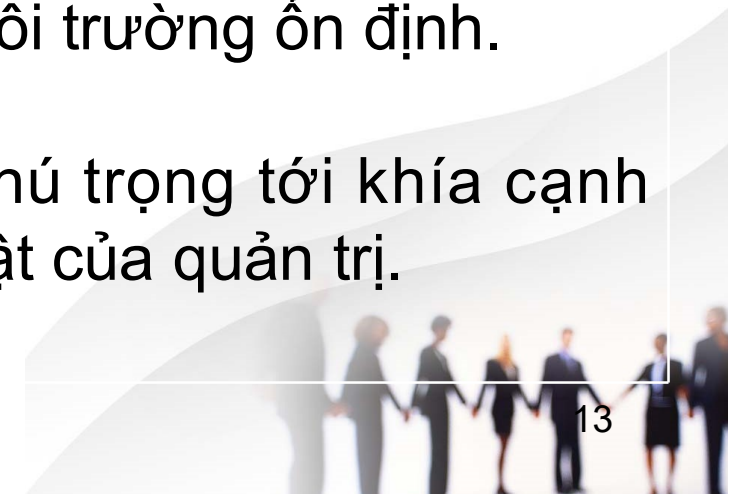 ôi trường ổn định.
hú trọng tới khía cạnh
ật của quản trị.
13